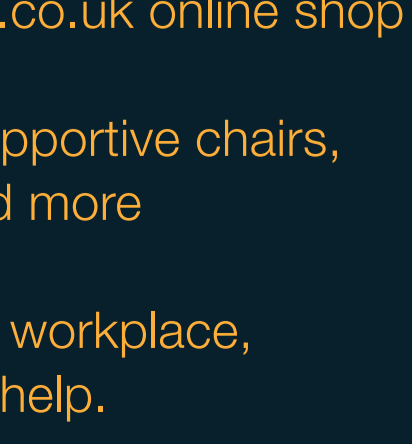 .co.uk online shop
pportive chairs,
d more
workplace,
help.